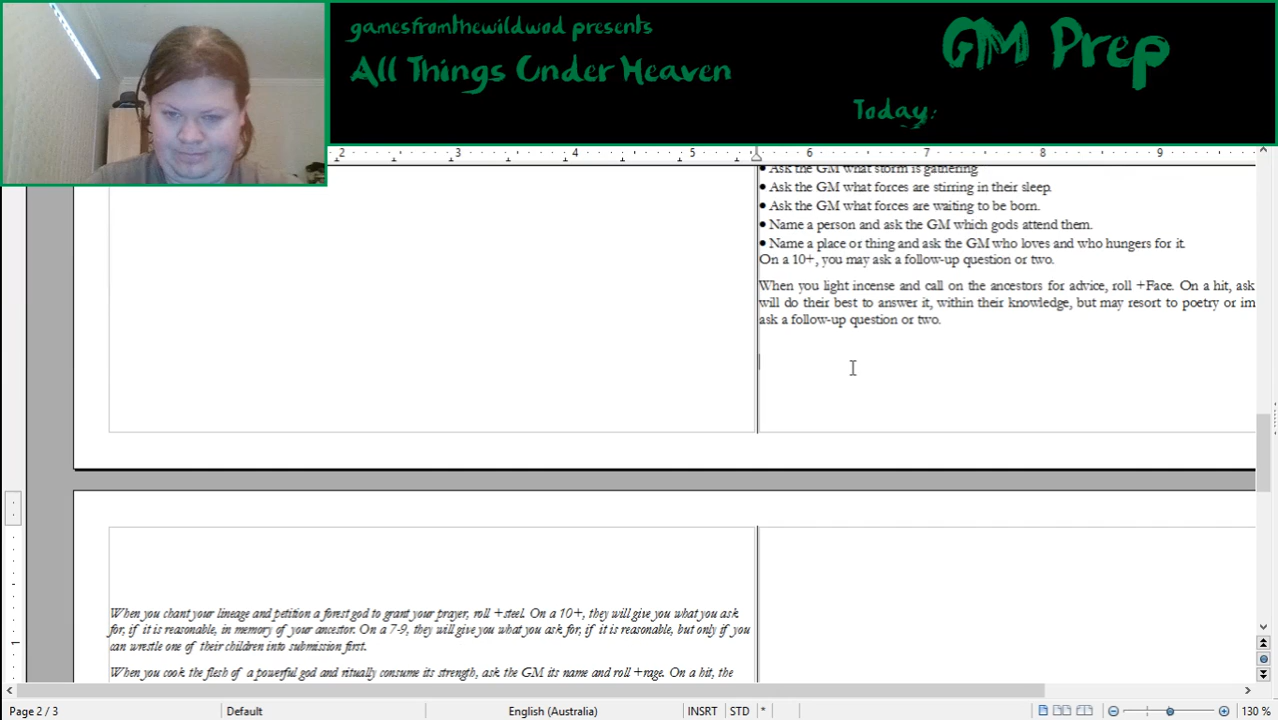 gamesfromthewildwod presents
All Things Under Heaven
GM Prep
Today:
2 3 4 5 6 7 8 9
• Ask the GM what storm is gathering
• Ask the GM what forces are stirring in their sleep.
• Ask the GM what forces are waiting to be born.
• Name a person and ask the GM which gods attend them.
• Name a place or thing and ask the GM who loves and who hungers for it.
On a 10+, you may ask a follow-up question or two.
When you light incense and call on the ancestors for advice, roll +Face. On a hit, ask
will do their best to answer it, within their knowledge, but may resort to poetry or im
ask a follow-up question or two.
When you chant your lineage and petition a forest god to grant your prayer, roll +steel. On a 10+, they will give you what you ask
for, if it is reasonable, in memory of your ancestor. On a 7-9, they will give you what you ask for, if it is reasonable, but only if you
can wrestle one of their children into submission first.
When you cook the flesh of a powerful god and ritually consume its strength, ask the GM its name and roll +rage. On a hit, the
Page 2 / 3 Default English (Australia) INSRT STD * 130 %